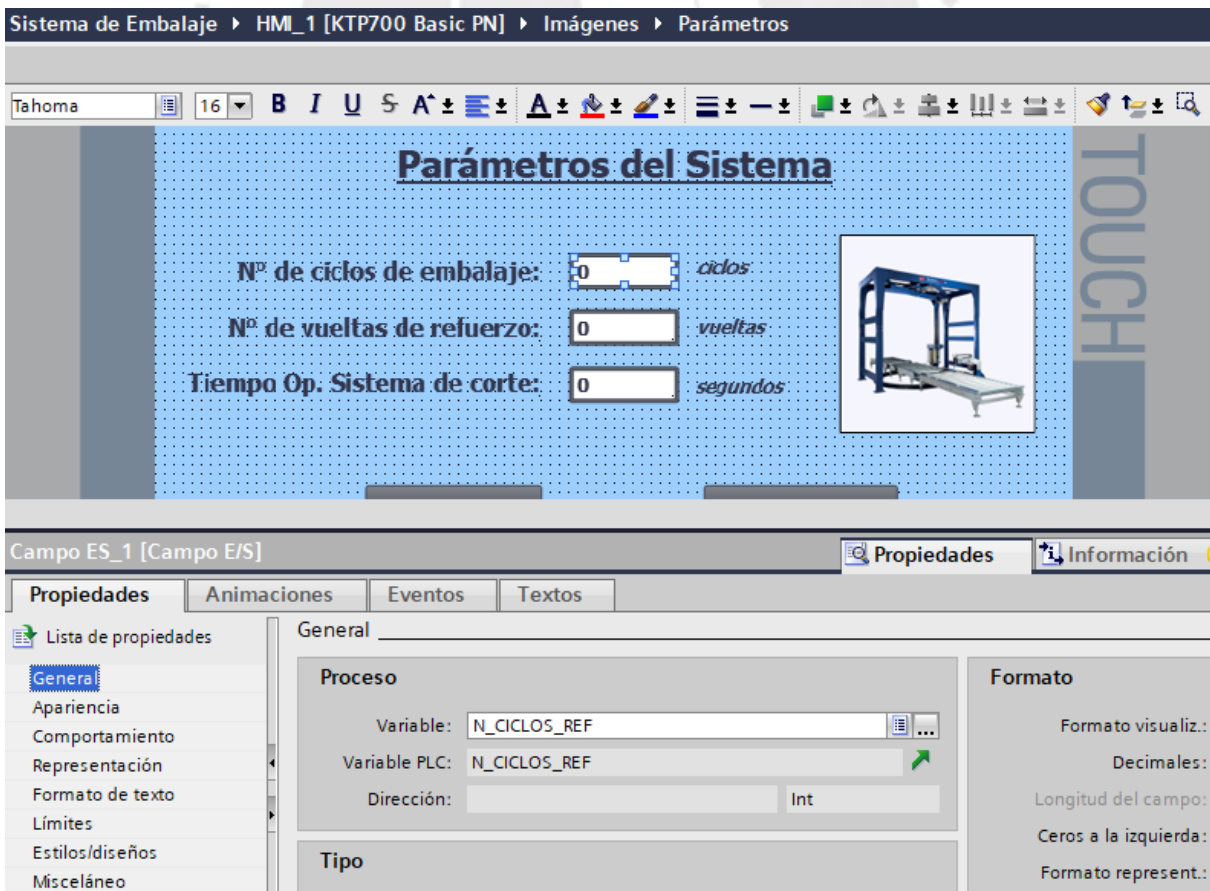 Sistema de Embalaje ▸ HMI_1 [KTP700 Basic PN] ▸ Imágenes ▸ Parámetros
Tahoma 16 B I U S A A
Parámetros del Sistema
TOUCH
Nº de ciclos de embalaje: 0 ciclos
Nº de vueltas de refuerzo: 0 vueltas
Tiempo Op. Sistema de corte: 0 segundos
Campo ES_1 [Campo E/S]
Propiedades Información
Propiedades Animaciones Eventos Textos
Lista de propiedades
General
Apariencia
Comportamiento
Representación
Formato de texto
Límites
Estilos/diseños
Misceláneo
General
Proceso
Variable: N_CICLOS_REF
Variable PLC: N_CICLOS_REF
Dirección: Int
Tipo
Formato
Formato visualiz.:
Decimales:
Longitud del campo:
Ceros a la izquierda:
Formato represent.: